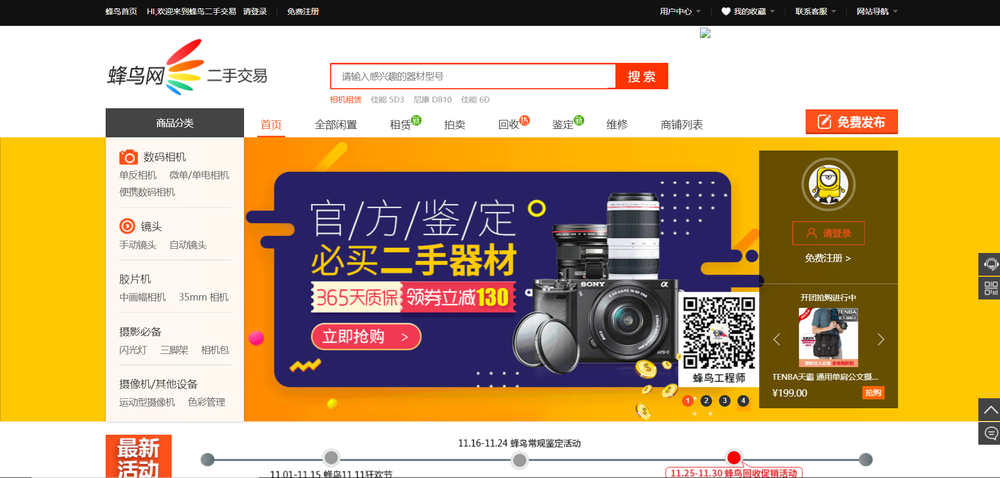 蜂鸟首页 HI,欢迎来到蜂鸟二手交易 请登录 免费注册 用户中心 我的收藏 联系客服 网站导航
蜂鸟网 二手交易
请输入感兴趣的器材型号 搜 索
相机租赁 佳能 5D3 尼康 D810 佳能 6D
商品分类 首页 全部闲置 租赁 新 拍卖 回收 热 鉴定 新 维修 商铺列表 免费发布
数码相机
单反相机 微单/单电相机
便携数码相机
镜头
手动镜头 自动镜头
胶片机
中画幅相机 35mm 相机
摄影必备
闪光灯 三脚架 相机包
摄像机/其他设备
运动型摄像机 色彩管理
官/方/鉴/定
必买二手器材
365天质保 领券立减130
立即抢购 >
SONY α
APS-C
蜂鸟工程师
1 2 3 4
请登录
免费注册 >
开团抢购进行中
TENBA
TENBA天霸 通用单肩公文摄...
¥199.00 抢购
最新
活动
11.16-11.24 蜂鸟常规鉴定活动
11.01-11.15 蜂鸟11.11狂欢节
11.25-11.30 蜂鸟回收促销活动